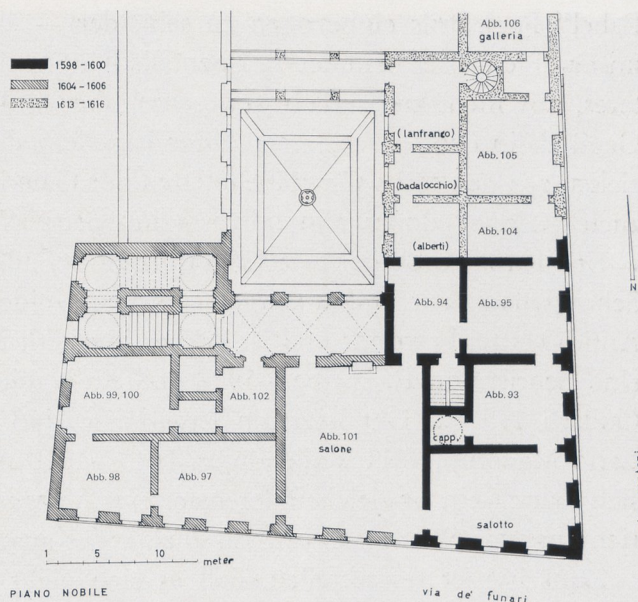 Abb. 106
galleria
1598 – 1600
1604 – 1606
1613 – 1616
(lanfranco)
Abb. 105
(badalocchio)
(alberti)
Abb. 104
N
Abb. 94
Abb. 95
Abb. 99, 100
Abb. 102
Abb. 93
Abb. 101
salone
capp.
Abb. 98
Abb. 97
salotto
1 5 10
meter
PIANO NOBILE
via de' funari